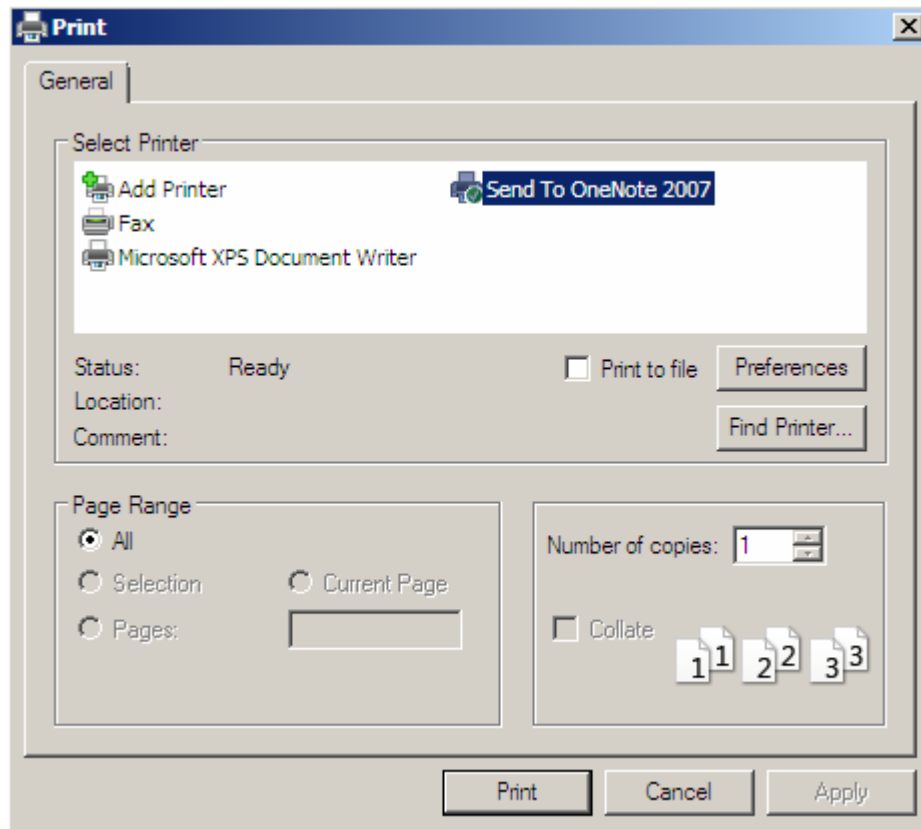 Print
General
Select Printer
Add Printer
Send To OneNote 2007
Fax
Microsoft XPS Document Writer
Status: Ready
Print to file
Preferences
Location:
Comment:
Find Printer...
Page Range
All
Number of copies: 1
Selection
Current Page
Pages:
Collate
1 1 2 2 3 3
Print
Cancel
Apply